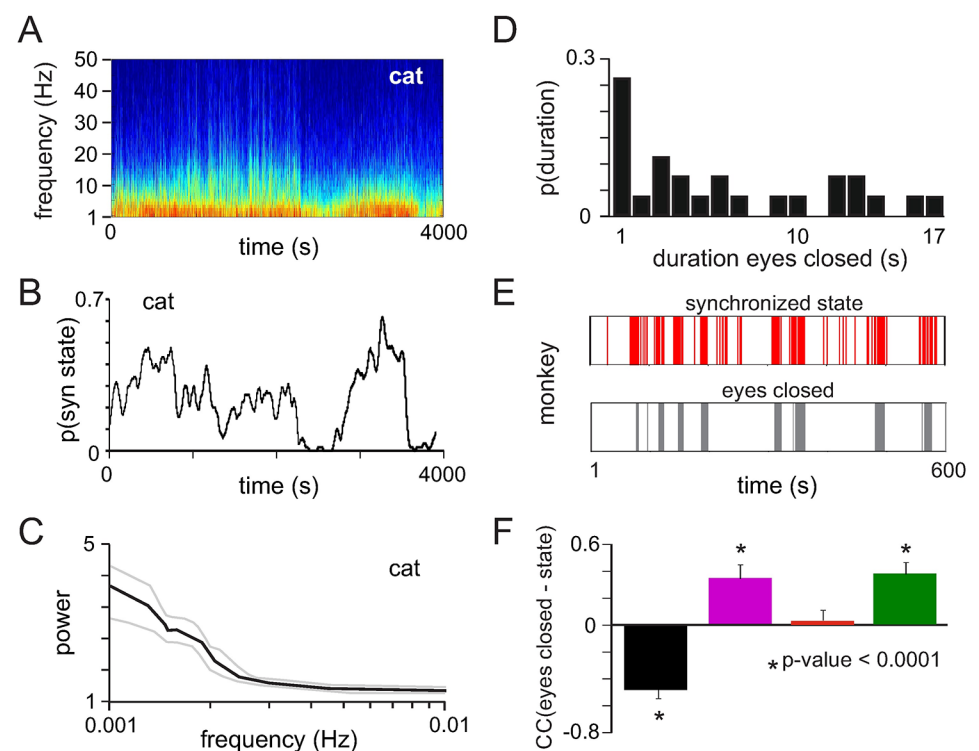 A
frequency (Hz)
50
40
30
20
10
1
cat
0
4000
time (s)
B
p(syn state)
0.7
0
cat
0
4000
time (s)
C
power
5
1
cat
0.001
0.01
frequency (Hz)
D
p(duration)
0.3
0
1
10
17
duration eyes closed (s)
E
monkey
synchronized state
eyes closed
1
600
time (s)
F
CC(eyes closed - state)
0.6
0
-0.8
*
*
*
* p-value < 0.0001